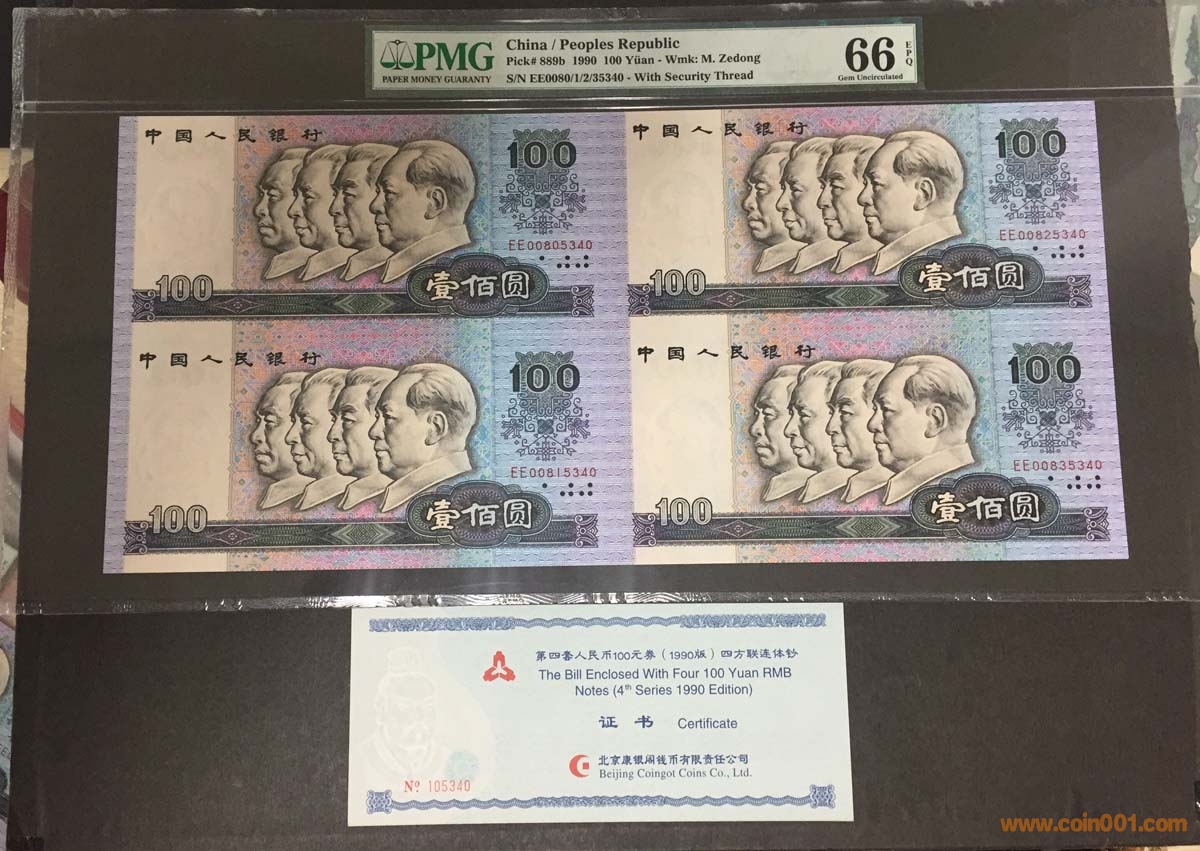 PMG
PAPER MONEY GUARANTY
China / Peoples Republic
Pick# 889b 1990 100 Yüan - Wmk: M. Zedong
S/N EE0080/1/2/35340 - With Security Thread
66 EPQ
Gem Uncirculated
中国人民银行
100
EE00805340
100
壹佰圆
中国人民银行
100
EE00825340
100
壹佰圆
中国人民银行
100
EE00815340
100
壹佰圆
中国人民银行
100
EE00835340
100
壹佰圆
第四套人民币100元券（1990版）四方联连体钞
The Bill Enclosed With Four 100 Yuan RMB
Notes (4th Series 1990 Edition)
证 书 Certificate
北京康银阁钱币有限责任公司
Beijing Coingot Coins Co., Ltd.
Nº 105340
www.coin001.com